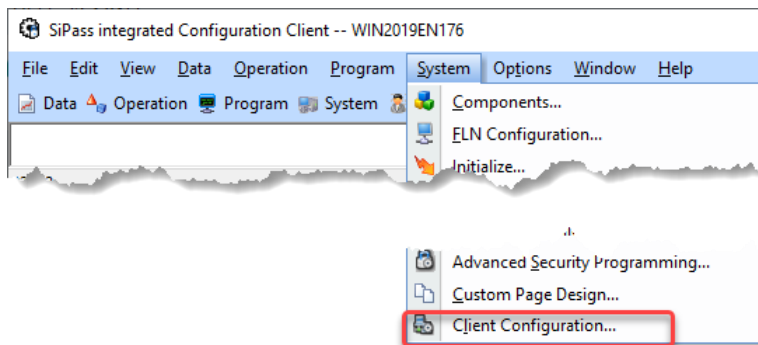 SiPass integrated Configuration Client -- WIN2019EN176
File Edit View Data Operation Program System Options Window Help
Data Operation Program System
Components...
FLN Configuration...
Initialize...
Advanced Security Programming...
Custom Page Design...
Client Configuration...